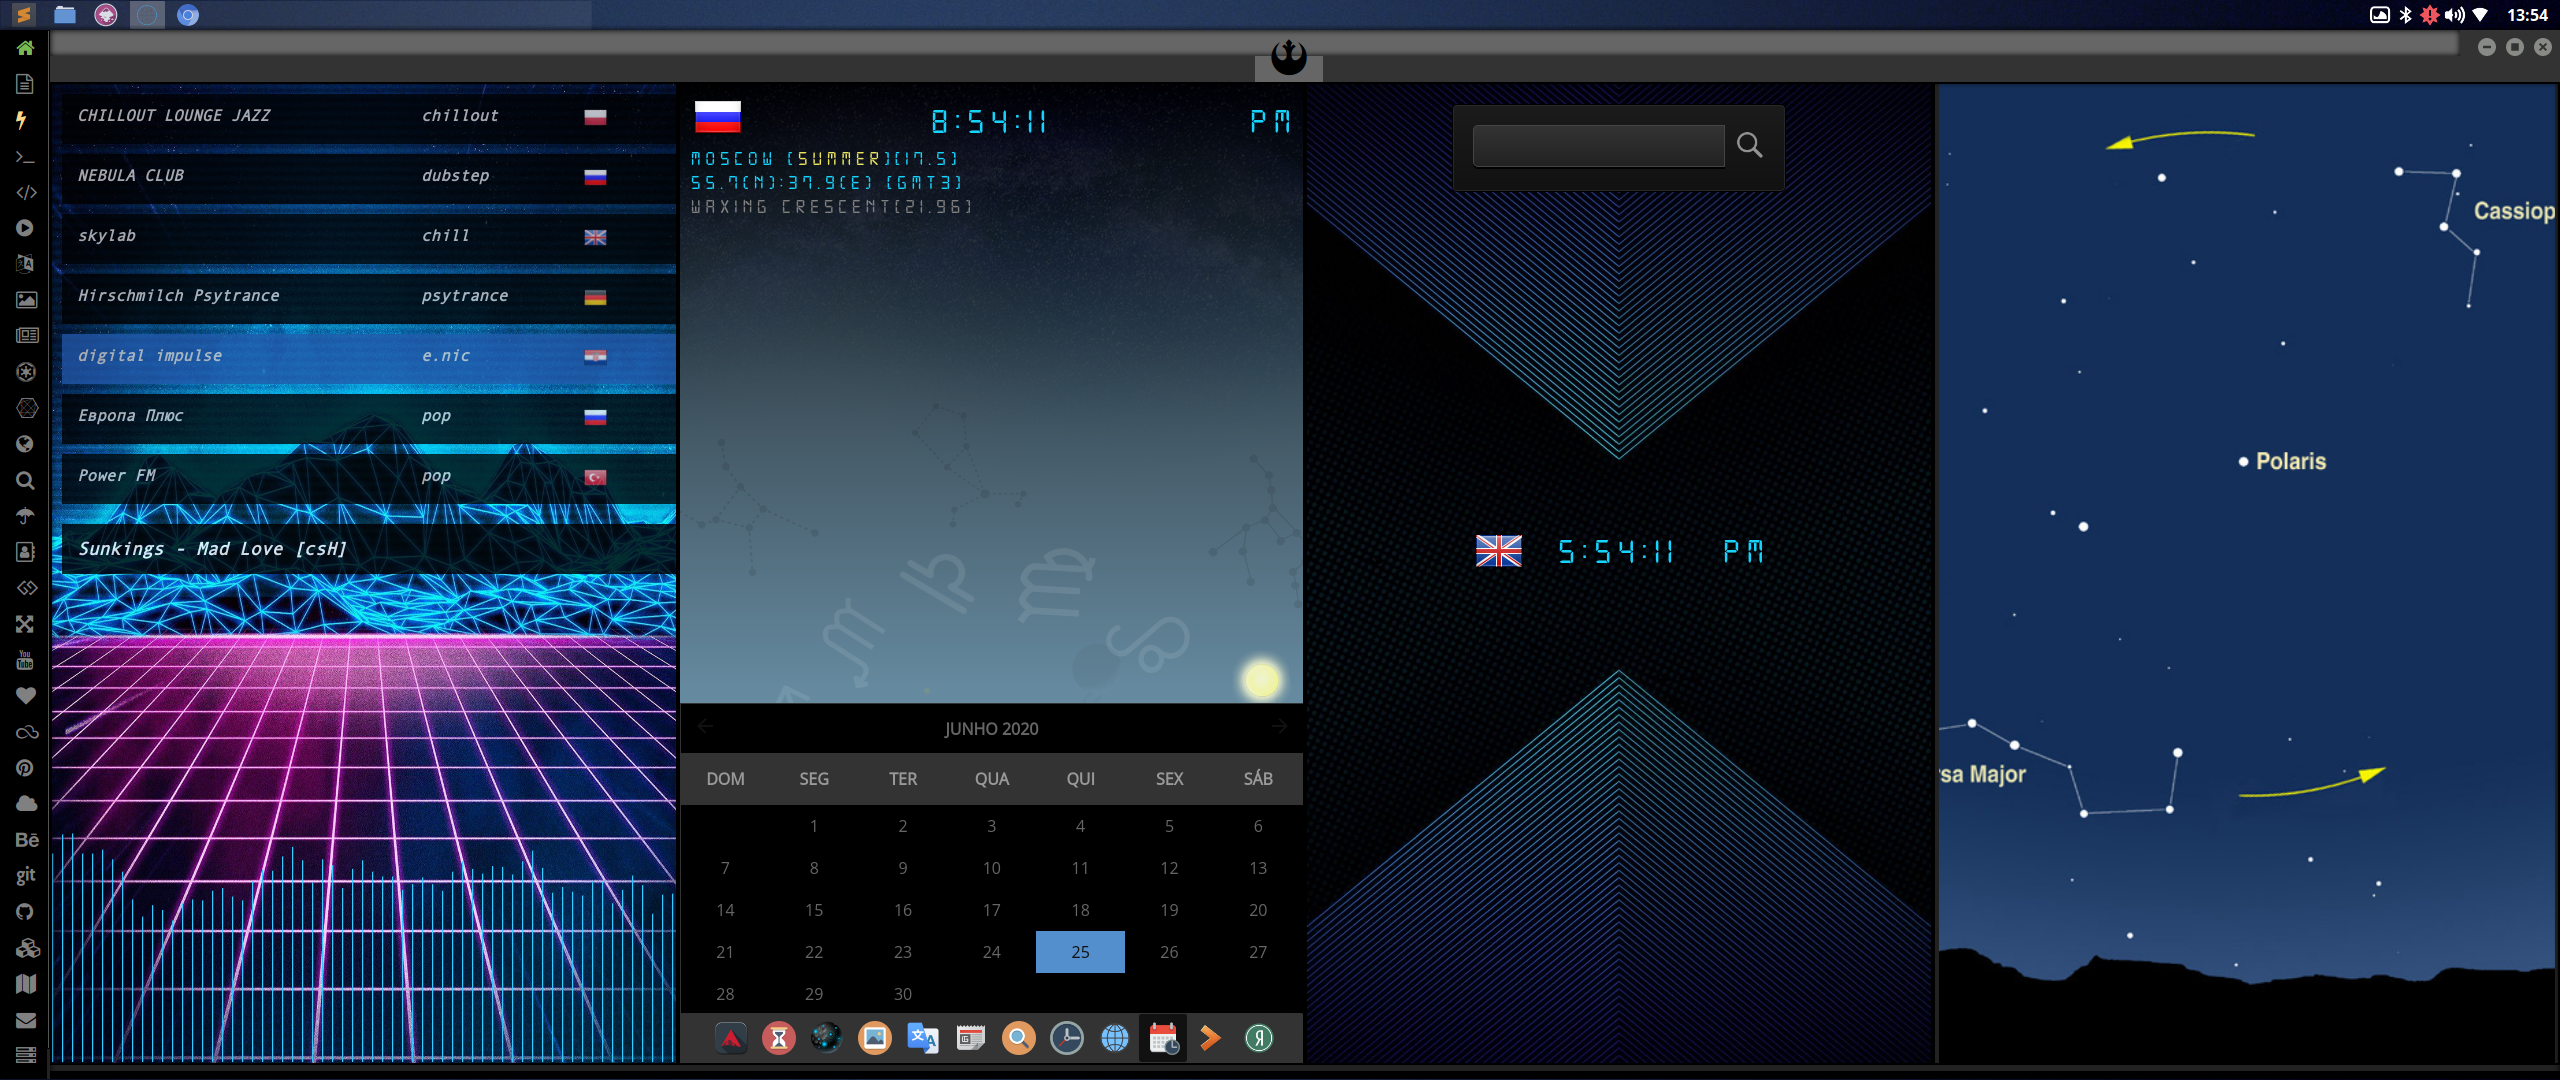 13:54
CHILLOUT LOUNGE JAZZ chillout
NEBULA CLUB dubstep
skylab chill
Hirschmilch Psytrance psytrance
digital impulse e.nic
Европа Плюс pop
Power FM pop
Sunkings - Mad Love [csH]
You
Tube
Bē
git
8:54:11 PM
MOSCOW [SUMMER][17.5]
55.7(N):37.9(E) [GMT3]
WAXING CRESCENT[21.96]
JUNHO 2020
DOM SEG TER QUA QUI SEX SÁB
1 2 3 4 5 6
7 8 9 10 11 12 13
14 15 16 17 18 19 20
21 22 23 24 25 26 27
28 29 30
文 A
Я
5:54:11 PM
Cassiop
Polaris
rsa Major